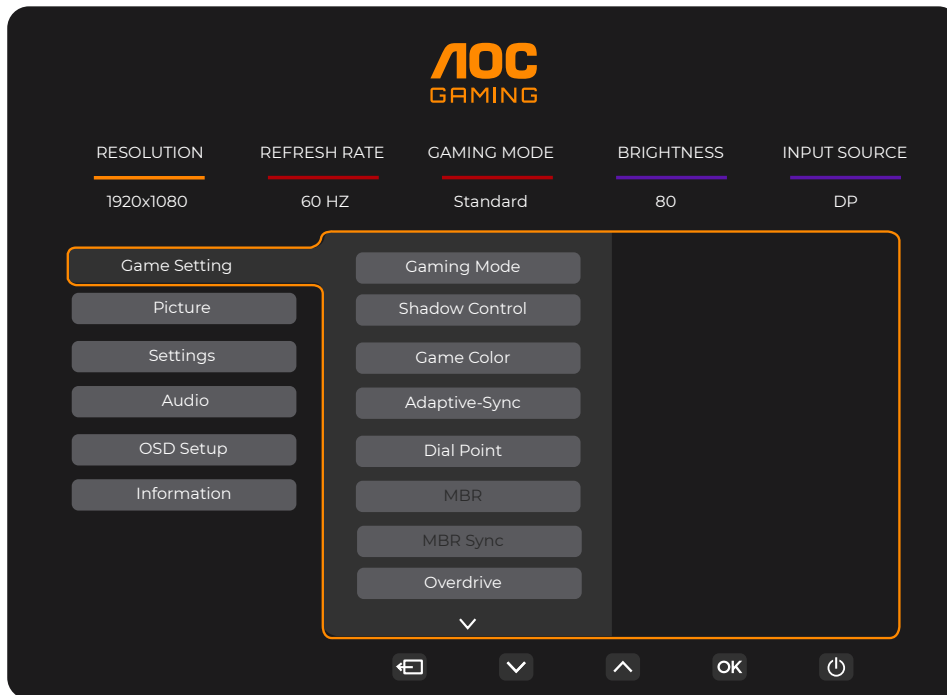 AOC
GAMING
RESOLUTION REFRESH RATE GAMING MODE BRIGHTNESS INPUT SOURCE
1920x1080 60 HZ Standard 80 DP
Game Setting
Picture
Settings
Audio
OSD Setup
Information
Gaming Mode
Shadow Control
Game Color
Adaptive-Sync
Dial Point
MBR
MBR Sync
Overdrive
OK